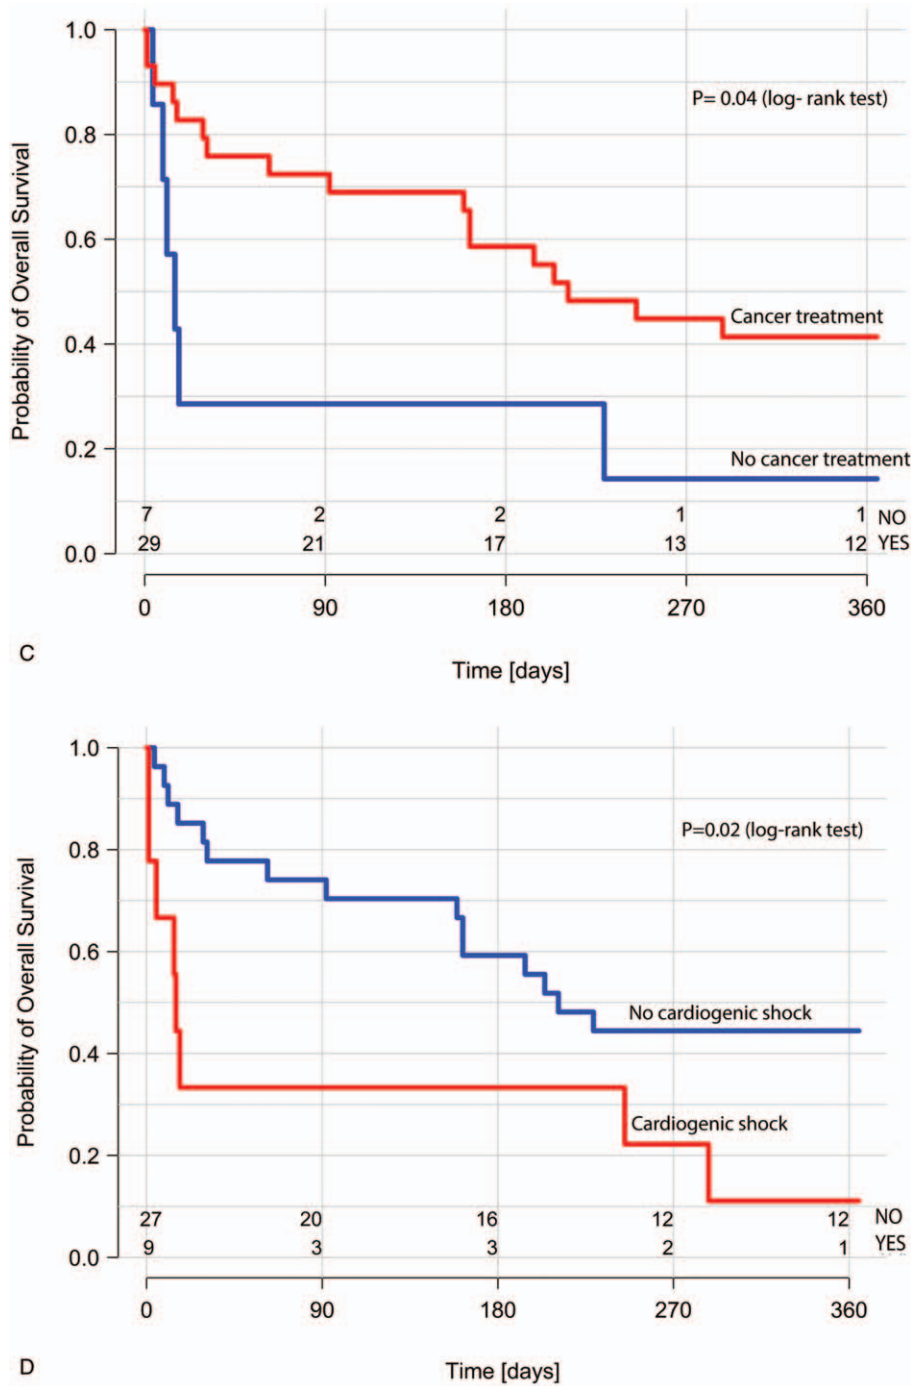 1.0
P= 0.04 (log- rank test)
0.8
Probability of Overall Survival
0.6
Cancer treatment
0.4
No cancer treatment
0.2
7 2 2 1 1 NO
0.0 29 21 17 13 12 YES
0 90 180 270 360
C
Time [days]
1.0
P=0.02 (log-rank test)
0.8
Probability of Overall Survival
0.6
No cardiogenic shock
0.4
Cardiogenic shock
0.2
27 20 16 12 12 NO
0.0 9 3 3 2 1 YES
0 90 180 270 360
D
Time [days]